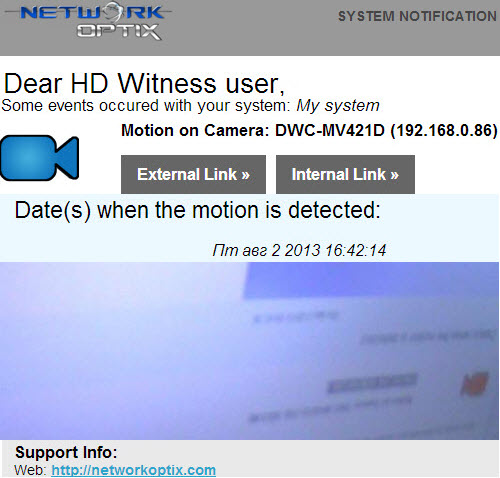 NETWORK
OPTIX
SYSTEM NOTIFICATION
Dear HD Witness user,
Some events occured with your system: My system
Motion on Camera: DWC-MV421D (192.168.0.86)
External Link »
Internal Link »
Date(s) when the motion is detected:
Пт авг 2 2013 16:42:14
Support Info:
Web: http://networkoptix.com